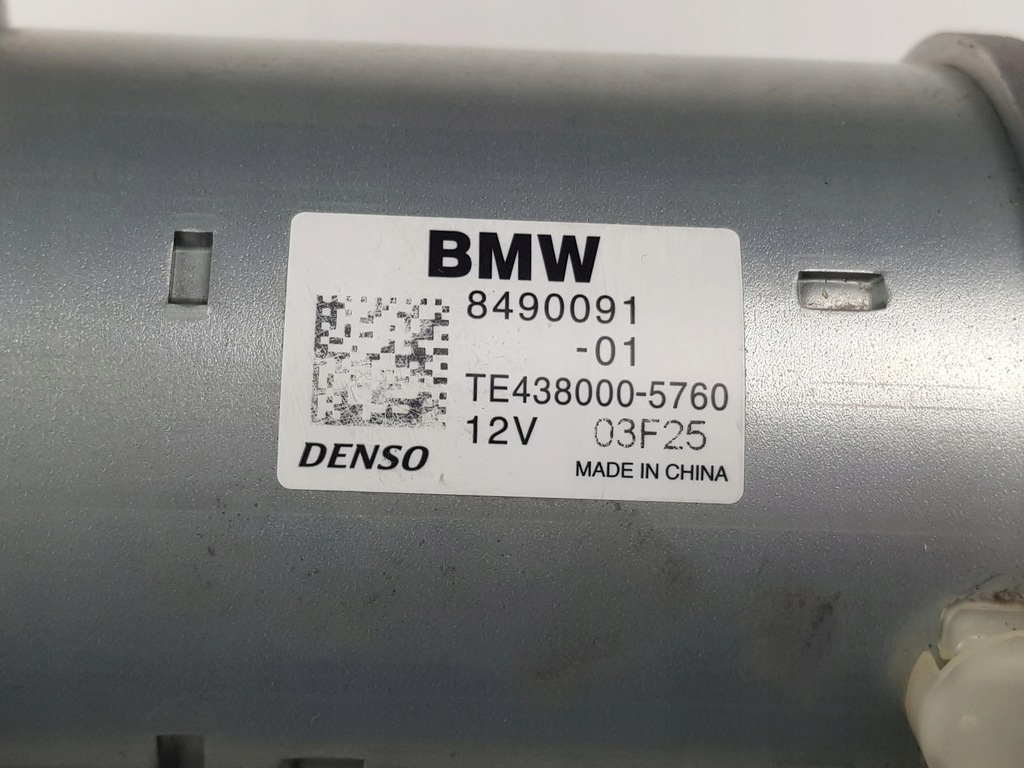 BMW
8490091
-01
TE438000-5760
12V 03F25
DENSO
MADE IN CHINA